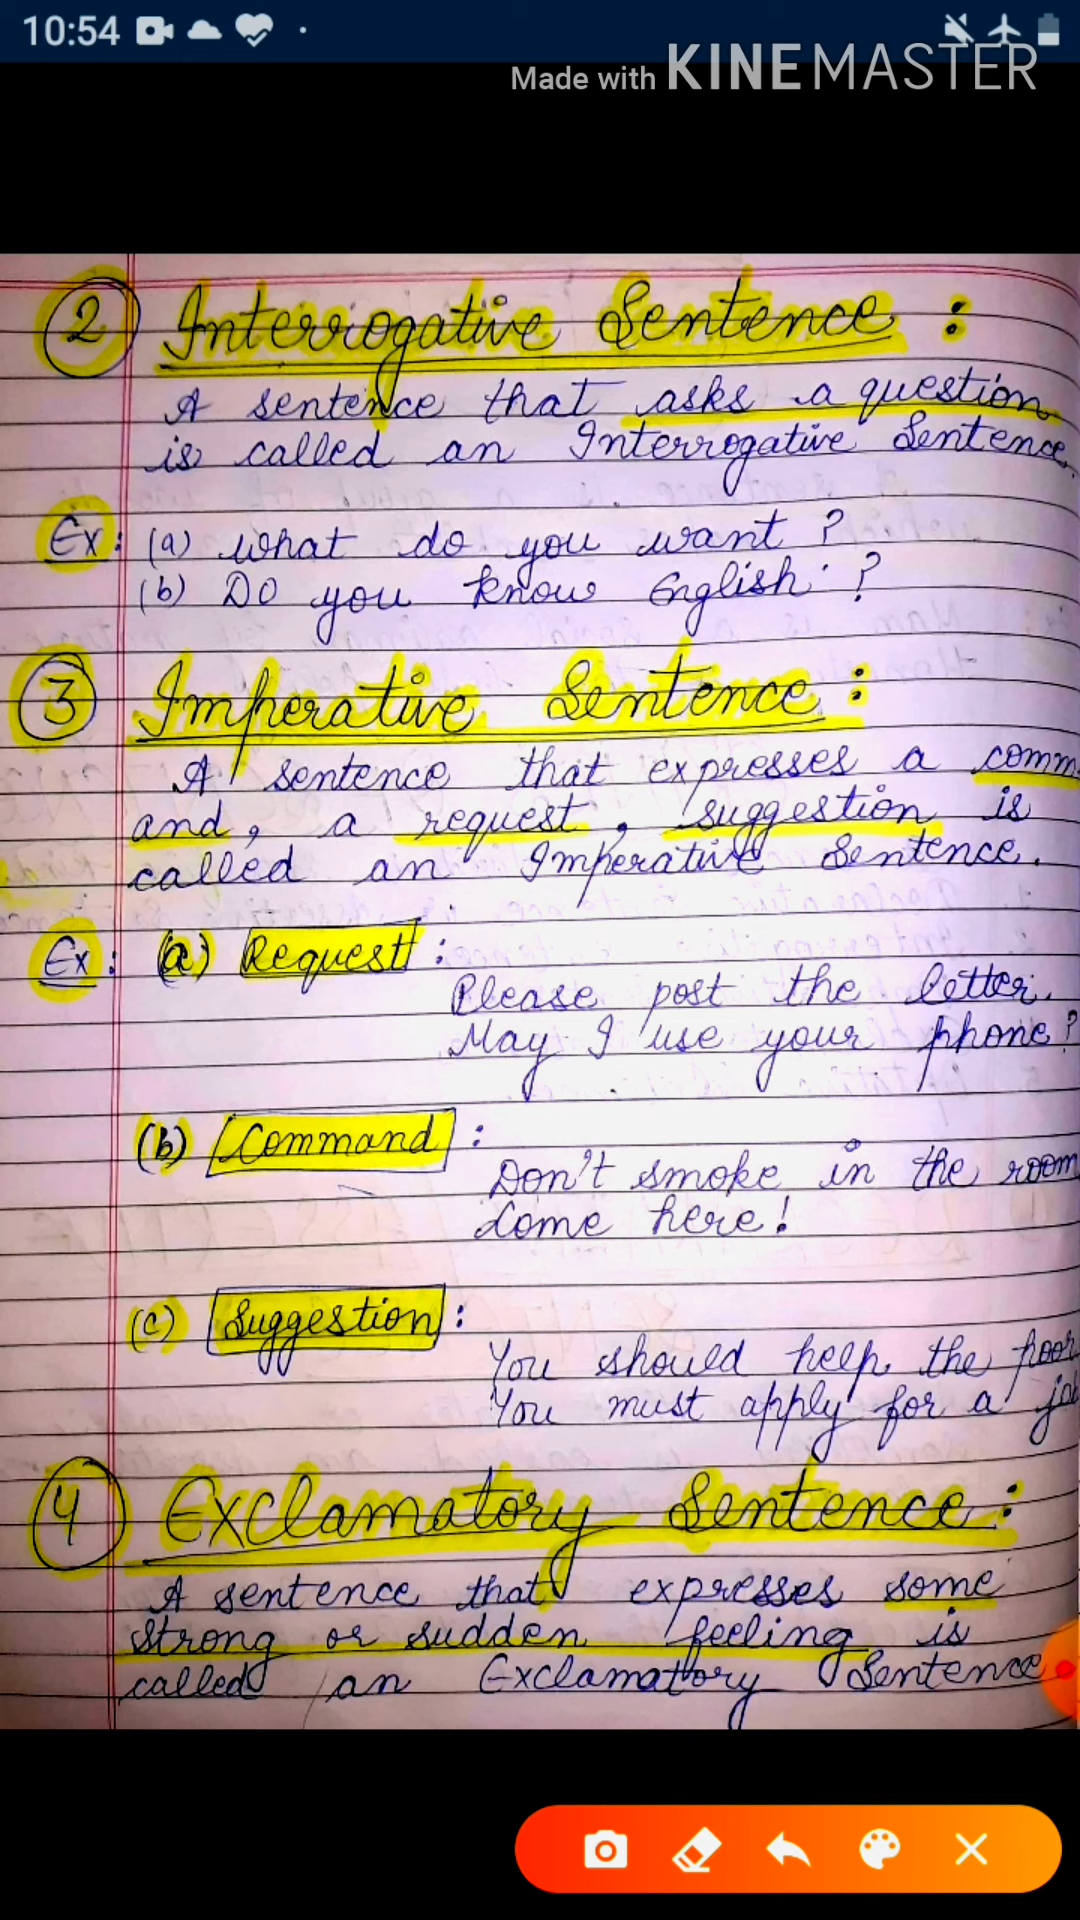 10:54
Made with KINEMASTER
2 Interrogative Sentence :
A sentence that asks a question
is called an Interrogative Sentence.
Ex: (a) what do you want ?
(b) Do you know English ?
3 Imperative Sentence :
A sentence that expresses a comm-
and, a request, suggestion is
called an Imperative Sentence.
Ex: (a) Request :
Please post the letter.
May I use your phone?
(b) Command :
Don't smoke in the room
Come here!
(c) Suggestion :
You should help the poor
You must apply for a job
4 Exclamatory Sentence :
A sentence that expresses some
strong or sudden feeling is
called an Exclamatory Sentence